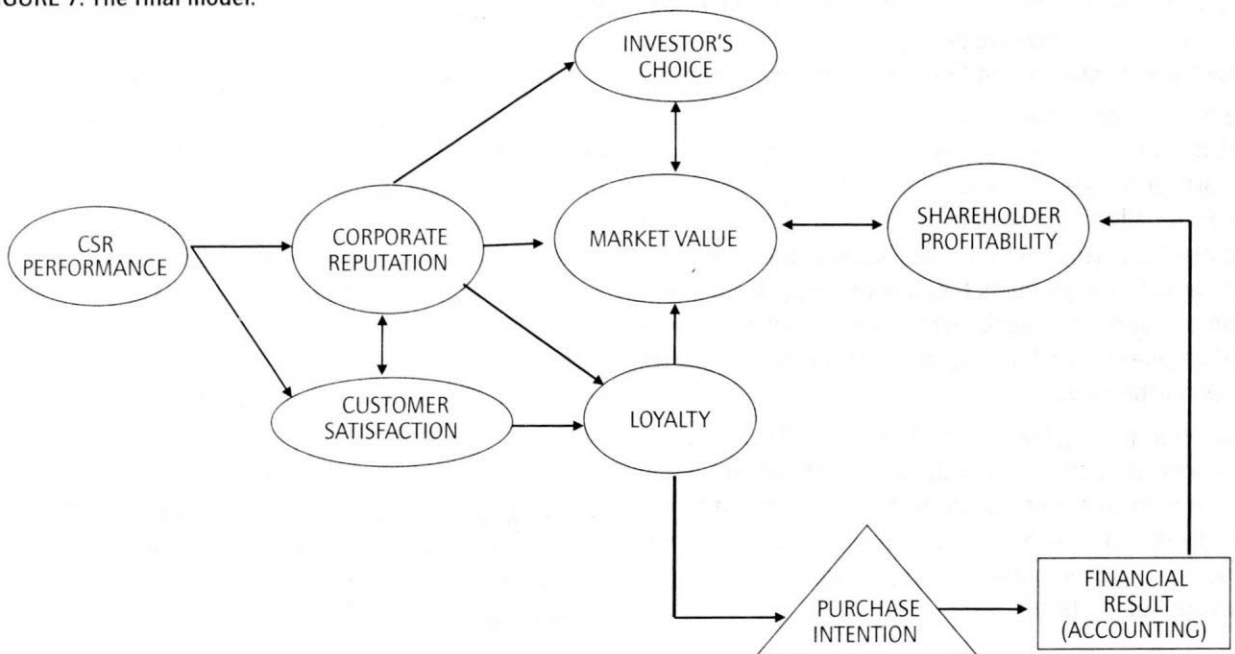 FIGURE 7. The final model.
INVESTOR'S
CHOICE
CSR
PERFORMANCE
CORPORATE
REPUTATION
MARKET VALUE
SHAREHOLDER
PROFITABILITY
CUSTOMER
SATISFACTION
LOYALTY
PURCHASE
INTENTION
FINANCIAL
RESULT
(ACCOUNTING)